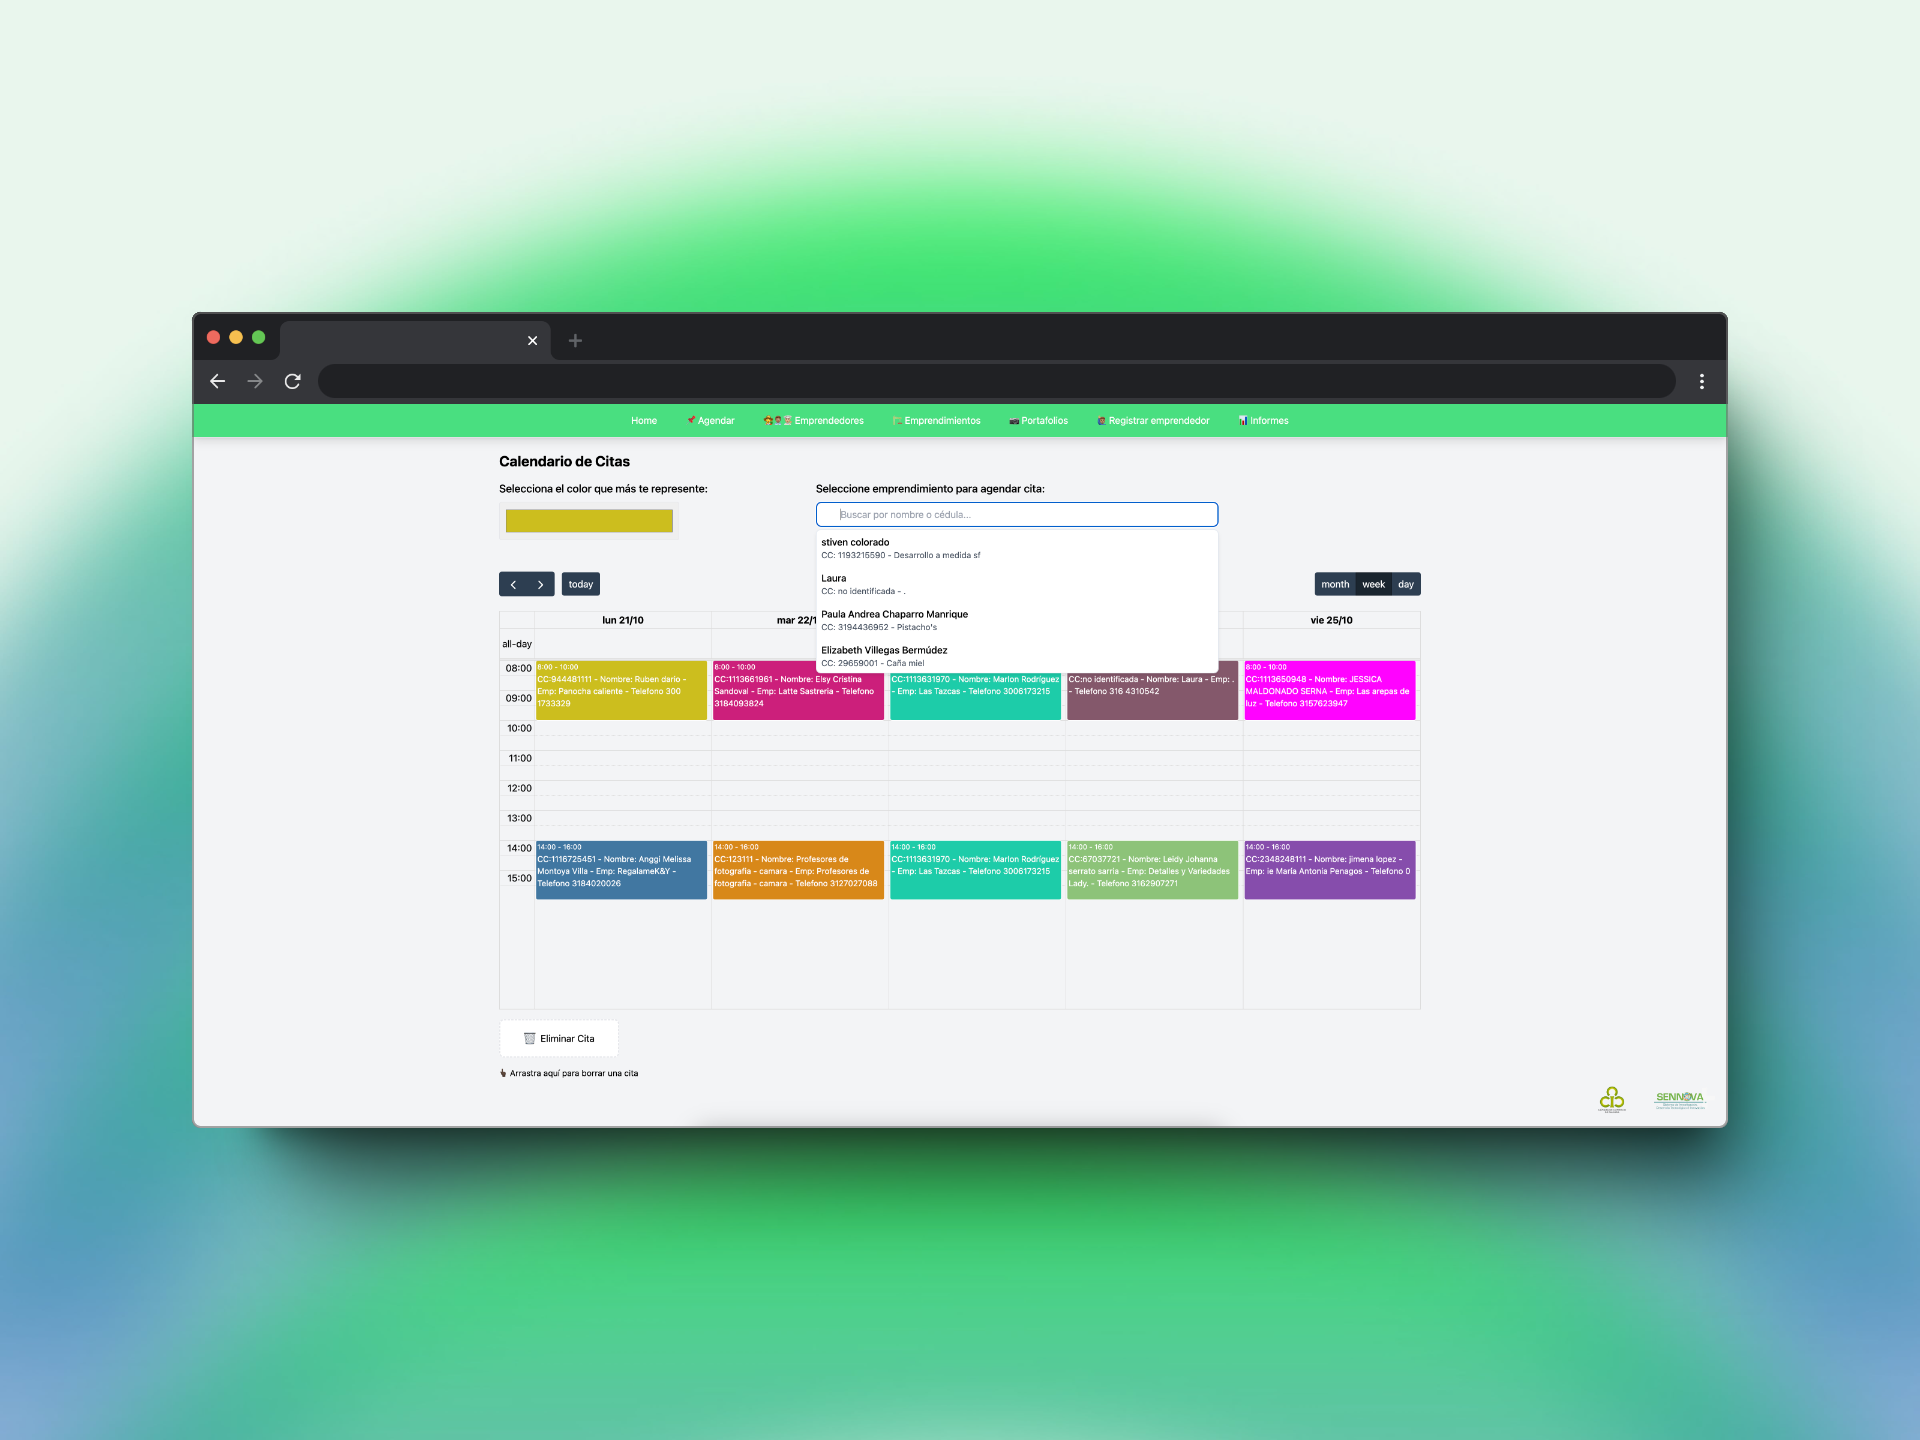 Home
Agendar
Emprendedores
Emprendimientos
Portafolios
Registrar emprendedor
Informes
Calendario de Citas
Selecciona el color que más te represente:
Seleccione emprendimiento para agendar cita:
Buscar por nombre o cédula...
stiven colorado
CC: 1193215590 - Desarrollo a medida sf
Laura
CC: no identificada - .
Paula Andrea Chaparro Manrique
CC: 3194436952 - Pistacho's
Elizabeth Villegas Bermúdez
CC: 29659001 - Caña miel
today
month
week
day
lun 21/10
mar 22/1
vie 25/10
all-day
08:00
09:00
10:00
11:00
12:00
13:00
14:00
15:00
8:00 - 10:00
CC:944481111 - Nombre: Ruben dario -
Emp: Panocha caliente - Telefono 300
1733329
8:00 - 10:00
CC:1113661961 - Nombre: Elsy Cristina
Sandoval - Emp: Latte Sastreria - Telefono
3184093824
CC:1113631970 - Nombre: Marlon Rodríguez
- Emp: Las Tazcas - Telefono 3006173215
CC:no identificada - Nombre: Laura - Emp: .
- Telefono 316 4310542
8:00 - 10:00
CC:1113650948 - Nombre: JESSICA
MALDONADO SERNA - Emp: Las arepas de
luz - Telefono 3157623947
14:00 - 16:00
CC:1116725451 - Nombre: Anggi Melissa
Montoya Villa - Emp: RegalameK&Y -
Telefono 3184020026
14:00 - 16:00
CC:123111 - Nombre: Profesores de
fotografia - camara - Emp: Profesores de
fotografia - camara - Telefono 3127027088
14:00 - 16:00
CC:1113631970 - Nombre: Marlon Rodríguez
- Emp: Las Tazcas - Telefono 3006173215
14:00 - 16:00
CC:67037721 - Nombre: Leidy Johanna
serrato sarria - Emp: Detalles y Variedades
Lady. - Telefono 3162907271
14:00 - 16:00
CC:2348248111 - Nombre: jimena lopez -
Emp: ie María Antonia Penagos - Telefono 0
Eliminar Cita
Arrastra aquí para borrar una cita
SENNOVA